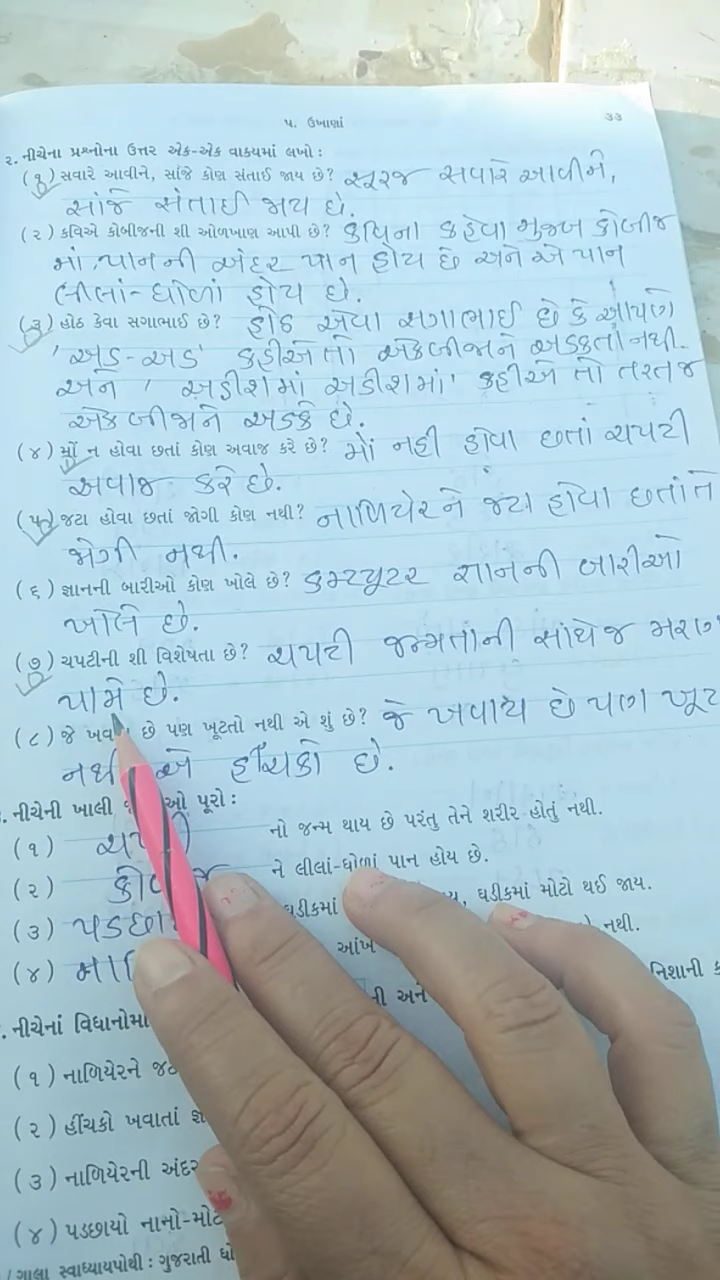 ૫. ઉખાણાં ૩૩
૨. નીચેના પ્રશ્નોના ઉત્તર એક-એક વાક્યમાં લખો :
(૧) સવારે આવીને, સાંજે કોણ સંતાઈ જાય છે? સૂરજ સવારે આવીને,
સાંજે સંતાઈ જાય છે.
(૨) કવિએ કોબીજની શી ઓળખાણ આપી છે? કવિના કહેવા મુજબ કોબીજ
માં પાનની અંદર પાન હોય છે અને એ પાન
લીલાં-ધોળાં હોય છે.
(૩) હોઠ કેવા સગાભાઈ છે? હોઠ એવા સગાભાઈ છે કે આપણે
'અડ-અડ' કહીએ તો એકબીજાને અડકતા નથી.
અને 'અડીશમાં અડીશમાં' કહીએ તો તરત જ
એકબીજાને અડકે છે.
(૪) મોં ન હોવા છતાં કોણ અવાજ કરે છે? મોં નહી હોવા છતાં ચપટી
અવાજ કરે છે.
(૫) જટા હોવા છતાં જોગી કોણ નથી? નાળિયેરને જટા હોવા છતાં તે
જોગી નથી.
(૬) જ્ઞાનની બારીઓ કોણ ખોલે છે? કમ્પ્યૂટર જ્ઞાનની બારીઓ
ખોલે છે.
(૭) ચપટીની શી વિશેષતા છે? ચપટી જન્મતાંની સાથે જ મરણ
પામે છે.
(૮) જે ખવા છે પણ ખૂટતો નથી એ શું છે? જે ખવાય છે પણ ખૂટ
નથી એ હીંચકો છે.
. નીચેની ખાલી ઓ પૂરો :
(૧) ચપટી નો જન્મ થાય છે પરંતુ તેને શરીર હોતું નથી.
(૨) કોબીજ ને લીલાં-ધોળાં પાન હોય છે.
(૩) પડછા ઘડીકમાં , ઘડીકમાં મોટો થઈ જાય.
(૪) આંખ નથી.
. નીચેનાં વિધાનોમાં ની અને નિશાની ક
(૧) નાળિયેરને જટ
(૨) હીંચકો ખવાતાં
(૩) નાળિયેરની અંદર
(૪) પડછાયો નાનો-મોટ
ગાલા સ્વાધ્યાયપોથી : ગુજરાતી ધો